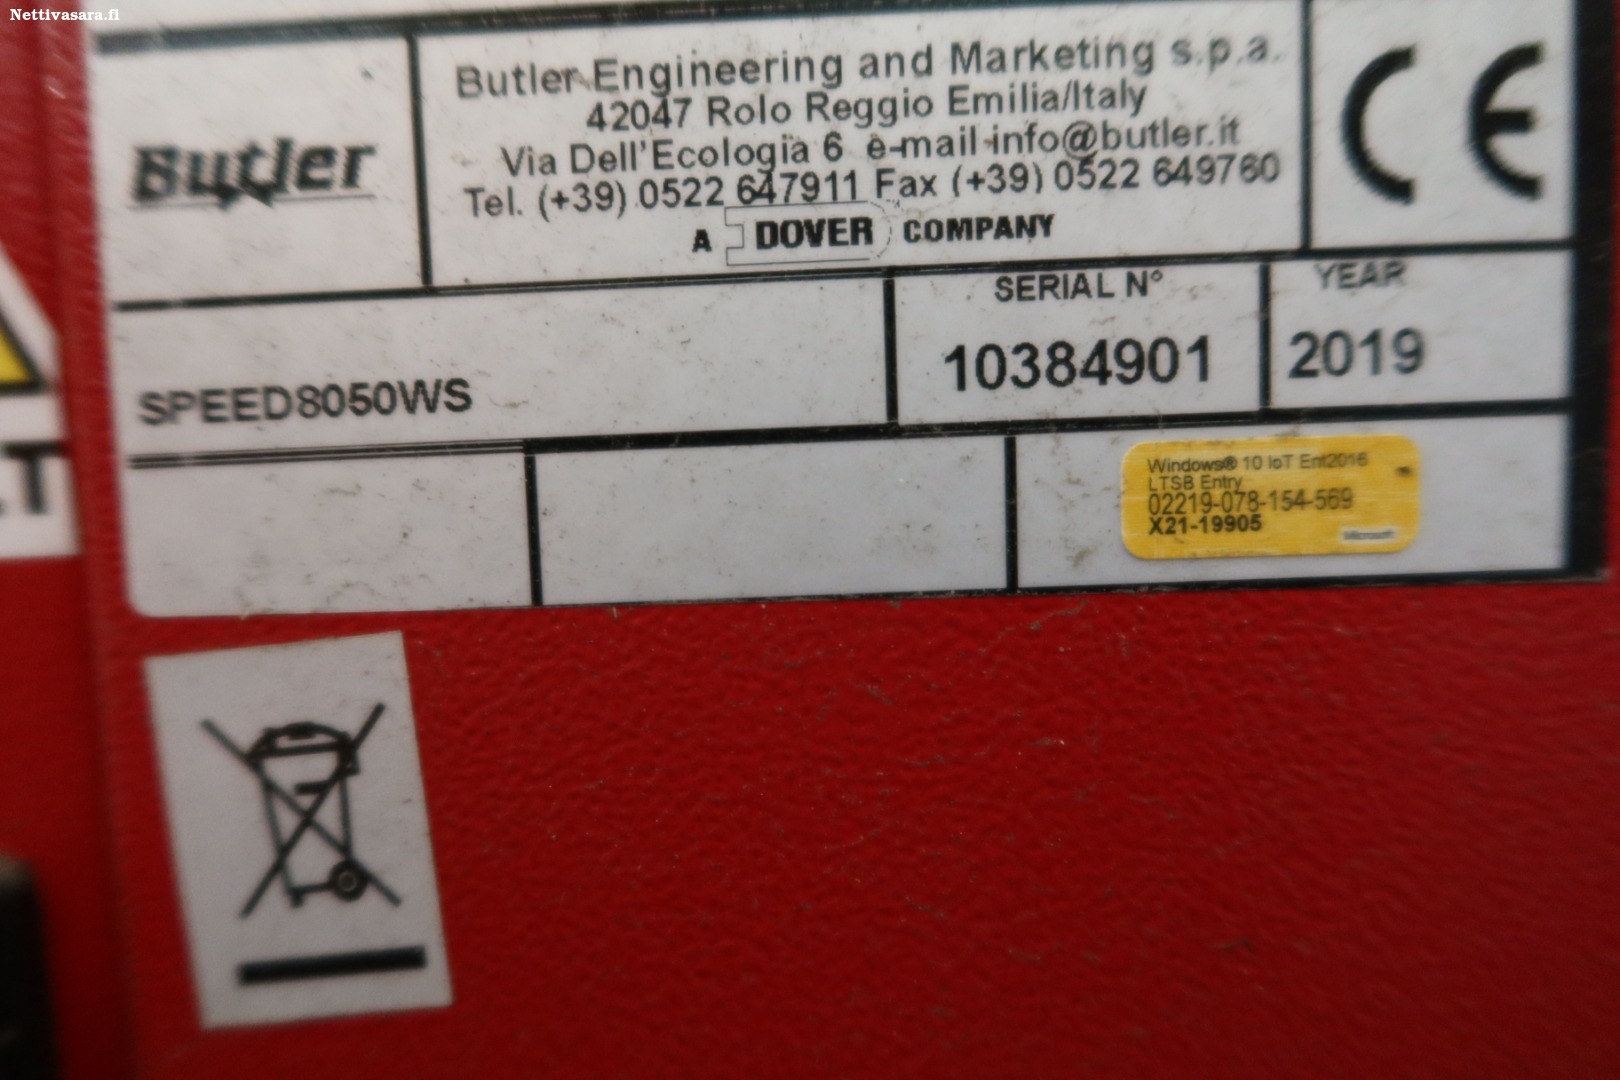 Nettivasara.fi
Butler
Butler Engineering and Marketing s.p.a.
42047 Rolo Reggio Emilia/Italy
Via Dell'Ecologia 6 e-mail info@butler.it
Tel. (+39) 0522 647911 Fax (+39) 0522 649760
A DOVER COMPANY
CE
SPEED8050WS
SERIAL N°
10384901
YEAR
2019
Windows® 10 IoT Ent2016
LTSB Entry
02219-078-154-569
X21-19905
Microsoft